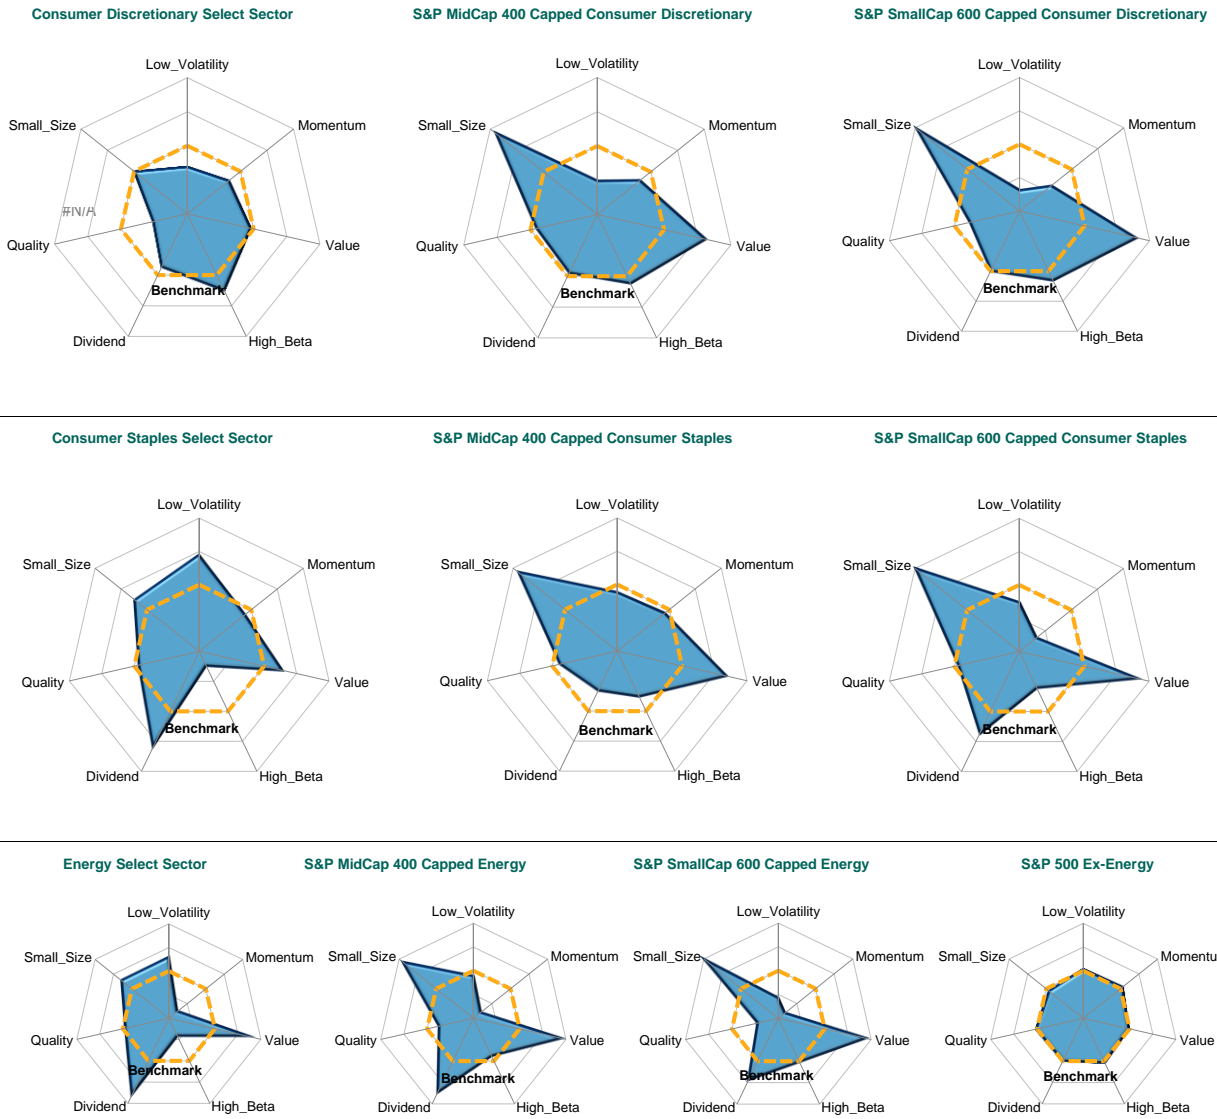 Consumer Discretionary Select Sector
S&P MidCap 400 Capped Consumer Discretionary
S&P SmallCap 600 Capped Consumer Discretionary
Low_Volatility
Small_Size
Momentum
#N/A
Quality
Value
Benchmark
Dividend
High_Beta
Low_Volatility
Small_Size
Momentum
Quality
Value
Benchmark
Dividend
High_Beta
Low_Volatility
Small_Size
Momentum
Quality
Value
Benchmark
Dividend
High_Beta
Consumer Staples Select Sector
S&P MidCap 400 Capped Consumer Staples
S&P SmallCap 600 Capped Consumer Staples
Low_Volatility
Small_Size
Momentum
Quality
Value
Benchmark
Dividend
High_Beta
Low_Volatility
Small_Size
Momentum
Quality
Value
Benchmark
Dividend
High_Beta
Low_Volatility
Small_Size
Momentum
Quality
Value
Benchmark
Dividend
High_Beta
Energy Select Sector
S&P MidCap 400 Capped Energy
S&P SmallCap 600 Capped Energy
S&P 500 Ex-Energy
Low_Volatility
Small_Size
Momentum
Quality
Value
Benchmark
Dividend
High_Beta
Low_Volatility
Small_Size
Momentum
Quality
Value
Benchmark
Dividend
High_Beta
Low_Volatility
Small_Size
Momentum
Quality
Value
Benchmark
Dividend
High_Beta
Low_Volatility
Small_Size
Momentu
Quality
Value
Benchmark
Dividend
High_Beta